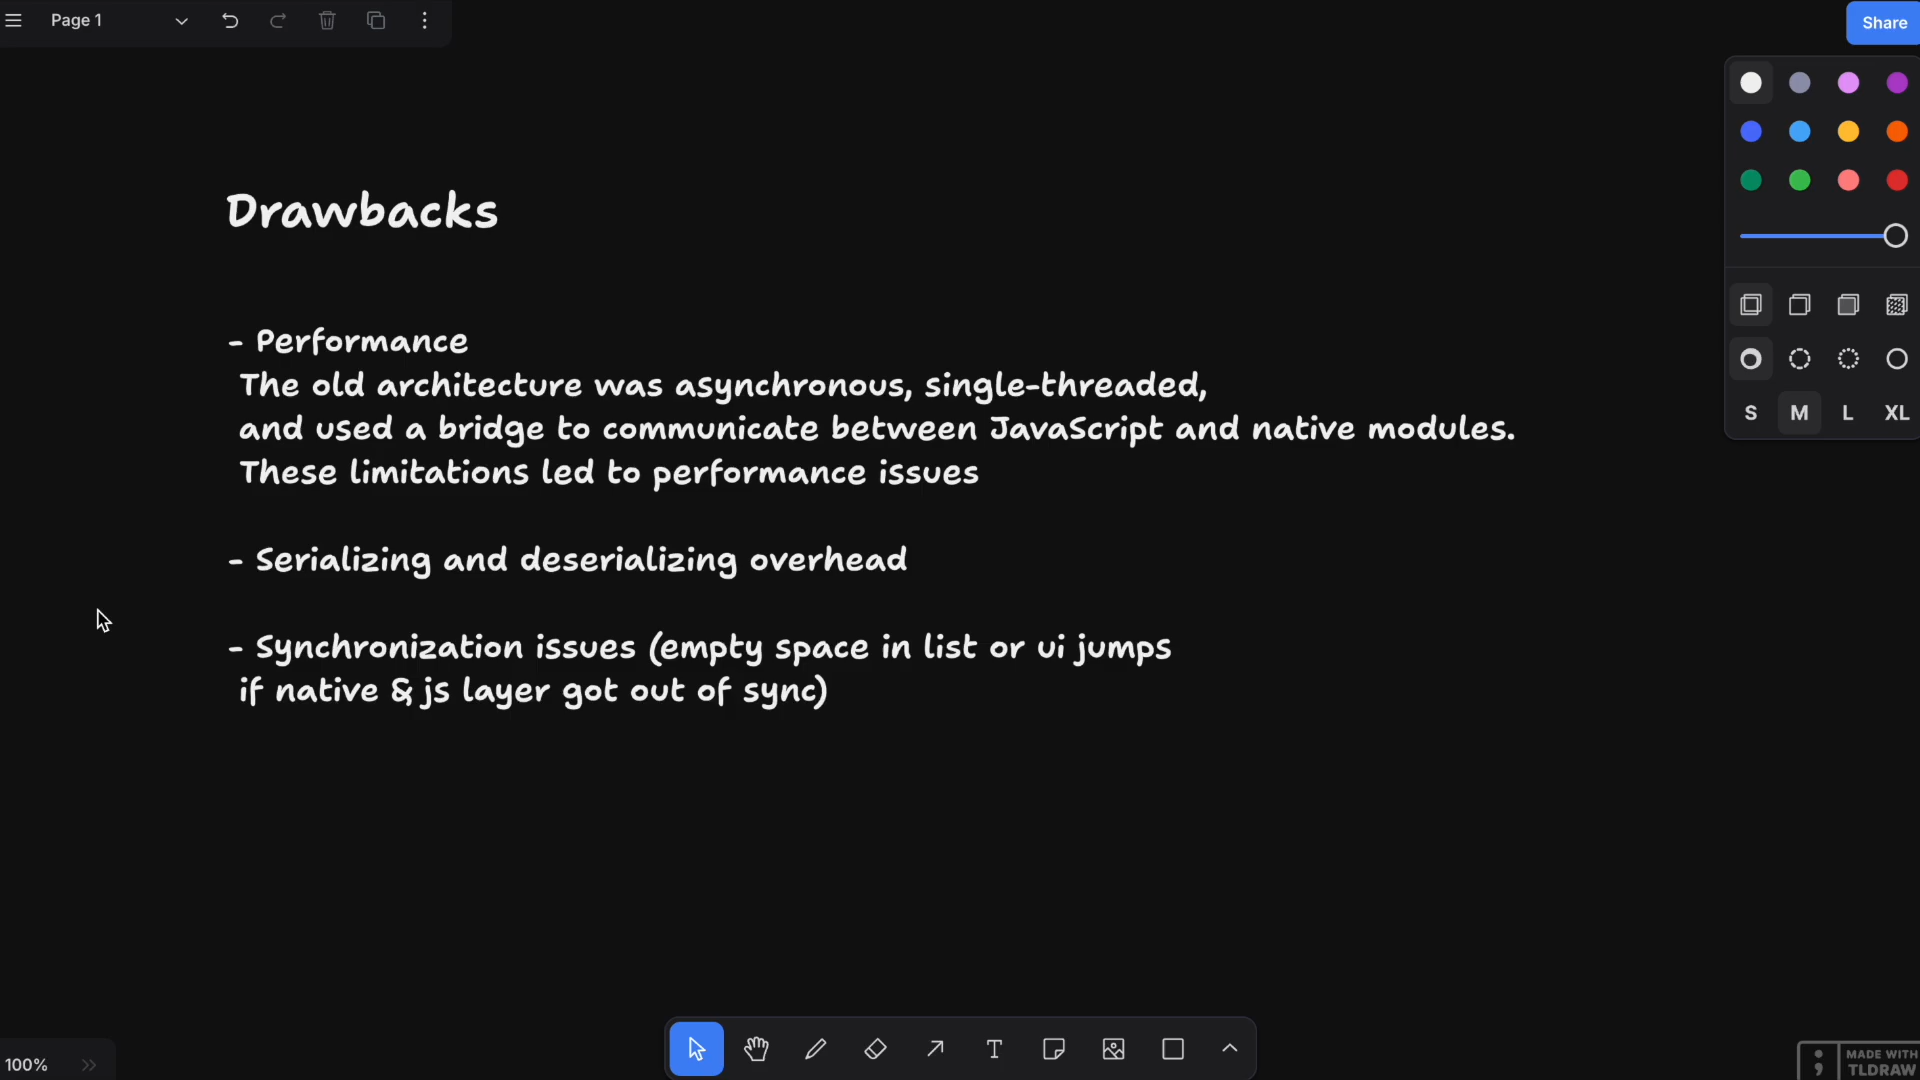 Page 1
Share
Drawbacks
- Performance
The old architecture was asynchronous, single-threaded,
and used a bridge to communicate between JavaScript and native modules.
These limitations led to performance issues
- Serializing and deserializing overhead
- Synchronization issues (empty space in list or ui jumps
if native & js layer got out of sync)
S M L XL
100%
MADE WITH
TLDRAW